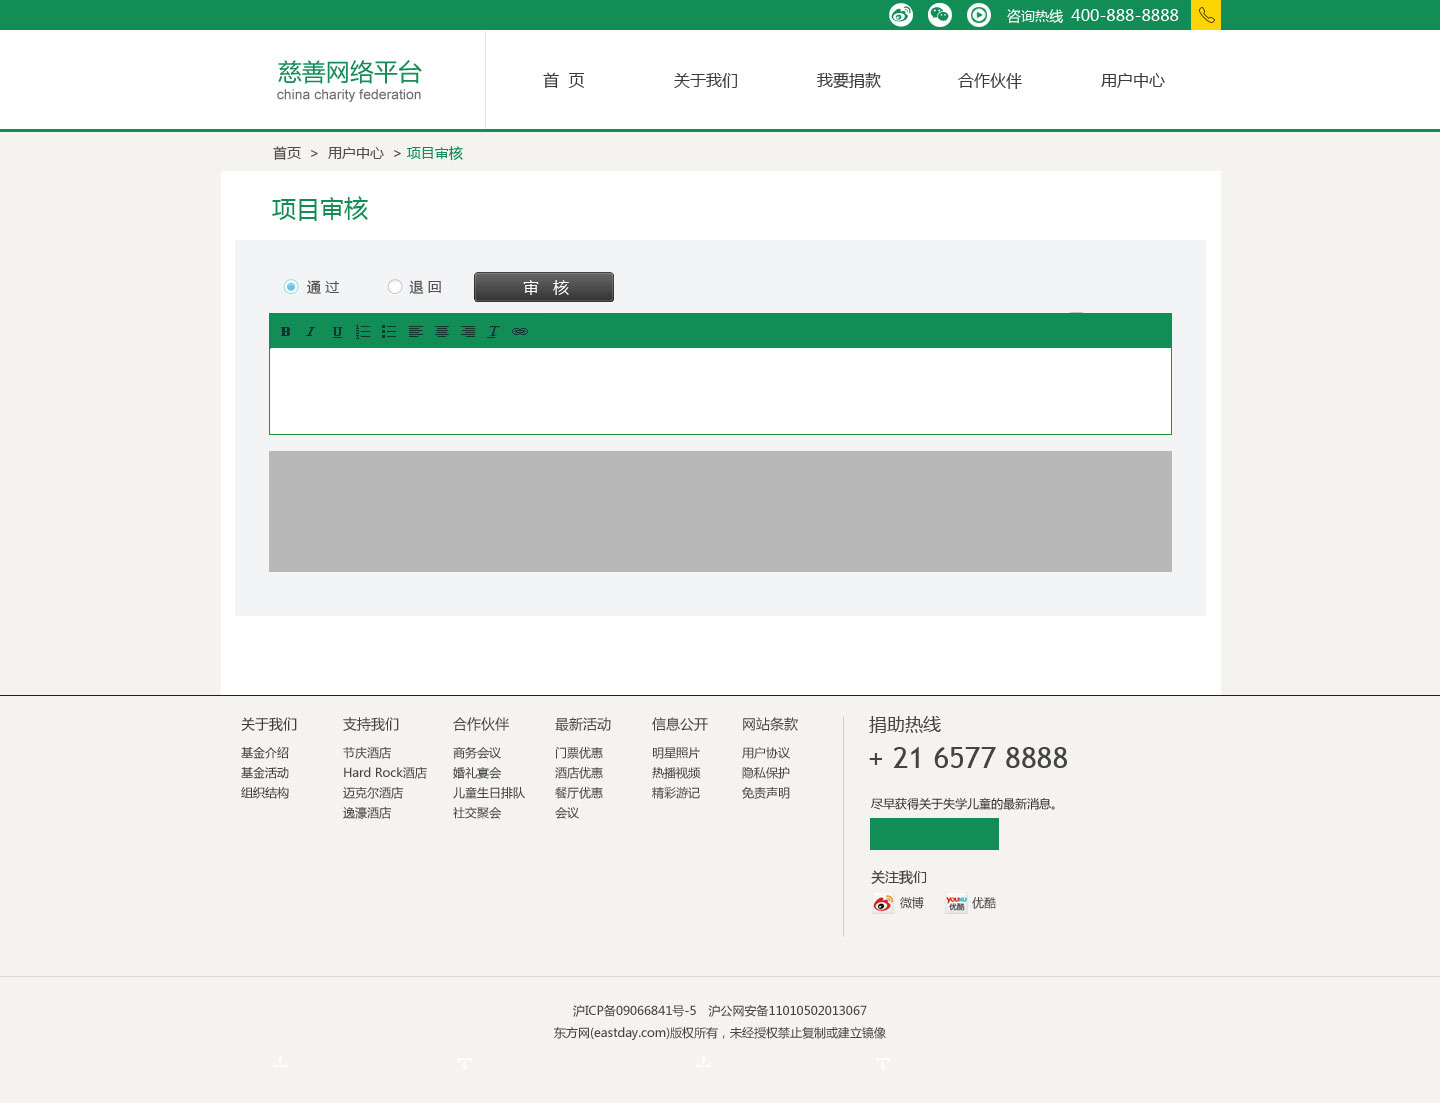 咨询热线 400-888-8888
慈善网络平台
china charity federation
首 页 关于我们 我要捐款 合作伙伴 用户中心
首页 > 用户中心 > 项目审核
项目审核
通 过 退 回 审 核
B I U T
关于我们
基金介绍
基金活动
组织结构
支持我们
节庆酒店
Hard Rock酒店
迈克尔酒店
逸濠酒店
合作伙伴
商务会议
婚礼宴会
儿童生日排队
社交聚会
最新活动
门票优惠
酒店优惠
餐厅优惠
会议
信息公开
明星照片
热播视频
精彩游记
网站条款
用户协议
隐私保护
免责声明
捐助热线
+ 21 6577 8888
尽早获得关于失学儿童的最新消息。
关注我们
微博 YOUKU 优酷 优酷
沪ICP备09066841号-5 沪公网安备11010502013067
东方网(eastday.com)版权所有，未经授权禁止复制或建立镜像